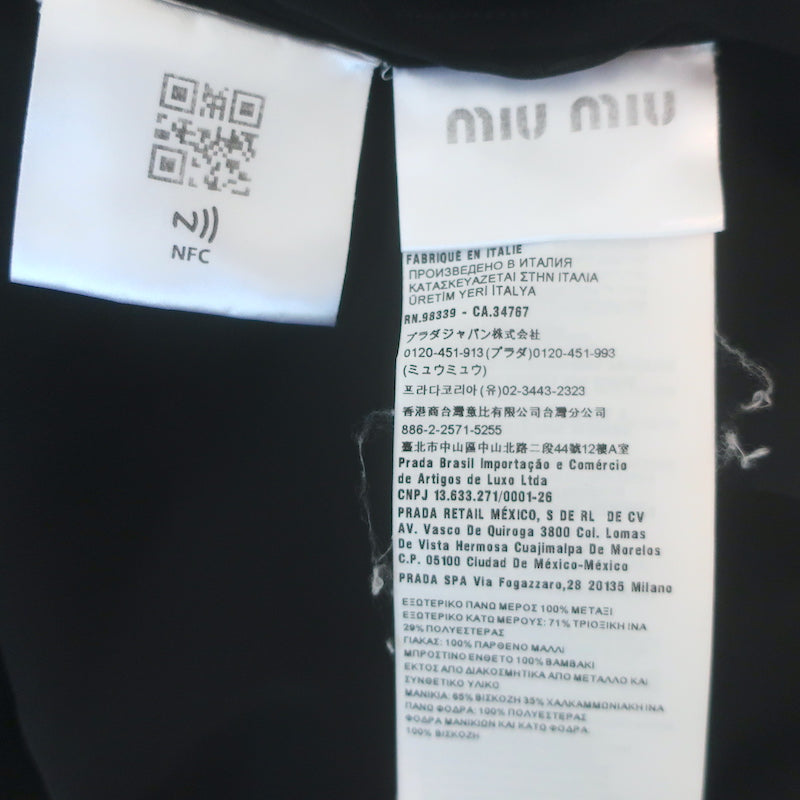 NFC
MIU MIU
FABRIQUÉ EN ITALIE
ПРОИЗВЕДЕНО В ИТАЛИЯ
ΚΑΤΑΣΚΕΥΑΖΕΤΑΙ ΣΤΗΝ ΙΤΑΛΙΑ
ÜRETİM YERİ İTALYA
RN.98339 - CA.34767
プラダジャパン株式会社
0120-451-913(プラダ)0120-451-993
(ミュウミュウ)
프라다코리아(유)02-3443-2323
香港商台灣意比有限公司台灣分公司
886-2-2571-5255
臺北市中山區中山北路二段44號12樓A室
Prada Brasil Importação e Comércio
de Artigos de Luxo Ltda
CNPJ 13.633.271/0001-26
PRADA RETAIL MÉXICO, S DE RL DE CV
AV. Vasco De Quiroga 3800 Col. Lomas
De Vista Hermosa Cuajimalpa De Morelos
C.P. 05100 Ciudad De México-México
PRADA SPA Via Fogazzaro,28 20135 Milano
ΕΞΩΤΕΡΙΚΟ ΠΑΝΩ ΜΕΡΟΣ 100% ΜΕΤΑΞΙ
ΕΞΩΤΕΡΙΚΟ ΚΑΤΩ ΜΕΡΟΥΣ: 71% ΤΡΙΟΞΙΚΗ ΙΝΑ
29% ΠΟΛΥΕΣΤΕΡΑΣ
ΓΙΑΚΑΣ: 100% ΠΑΡΘΕΝΟ ΜΑΛΛΙ
ΜΠΡΟΣΤΙΝΟ ΕΝΘΕΤΟ 100% ΒΑΜΒΑΚΙ
ΕΚΤΟΣ ΑΠΟ ΔΙΑΚΟΣΜΗΤΙΚΑ ΑΠΟ ΜΕΤΑΛΛΟ ΚΑΙ
ΣΥΝΘΕΤΙΚΟ ΥΛΙΚΟ
ΜΑΝΙΚΙΑ: 65% ΒΙΣΚΟΖΗ 35% ΧΑΛΚΑΜΜΩΝΙΑΚΗ ΙΝΑ
ΠΑΝΩ ΦΟΔΡΑ: 100% ΠΟΛΥΕΣΤΕΡΑΣ
ΦΟΔΡΑ ΜΑΝΙΚΙΩΝ ΚΑΙ ΚΑΤΩ ΦΟΔΡΑ:
100% ΒΙΣΚΟΖΗ